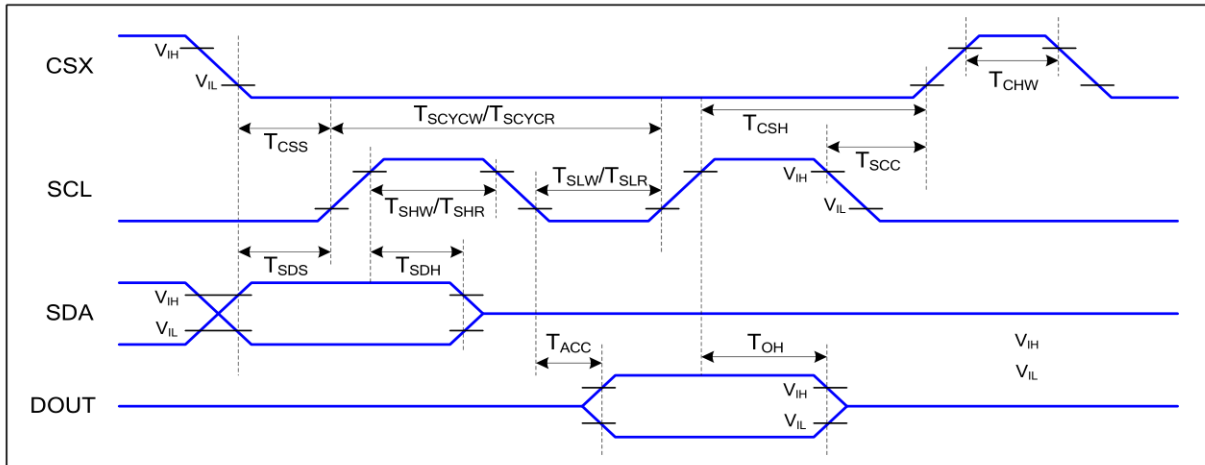 CSX
VIH
VIL
TCHW
TSCYCW/TSCYCR
TCSS
TCSH
TSCC
SCL
TSLW/TSLR
TSHW/TSHR
VIH
VIL
TSDS
TSDH
SDA
VIH
VIL
TACC
TOH
VIH
VIL
DOUT
VIH
VIL